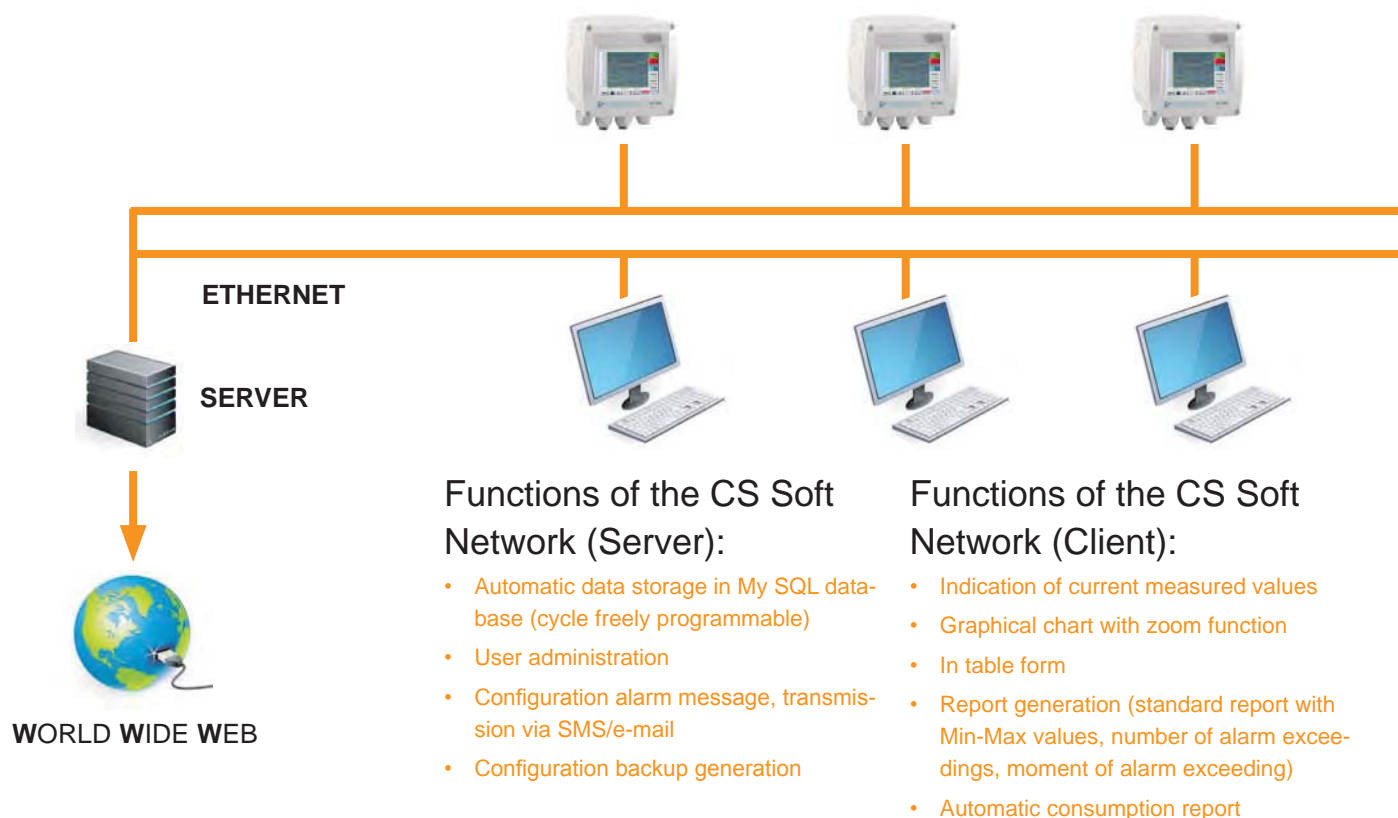 ETHERNET
SERVER
WORLD WIDE WEB
Functions of the CS Soft
Network (Server):
• Automatic data storage in My SQL data-
base (cycle freely programmable)
• User administration
• Configuration alarm message, transmis-
sion via SMS/e-mail
• Configuration backup generation
Functions of the CS Soft
Network (Client):
• Indication of current measured values
• Graphical chart with zoom function
• In table form
• Report generation (standard report with
Min-Max values, number of alarm excee-
dings, moment of alarm exceeding)
• Automatic consumption report